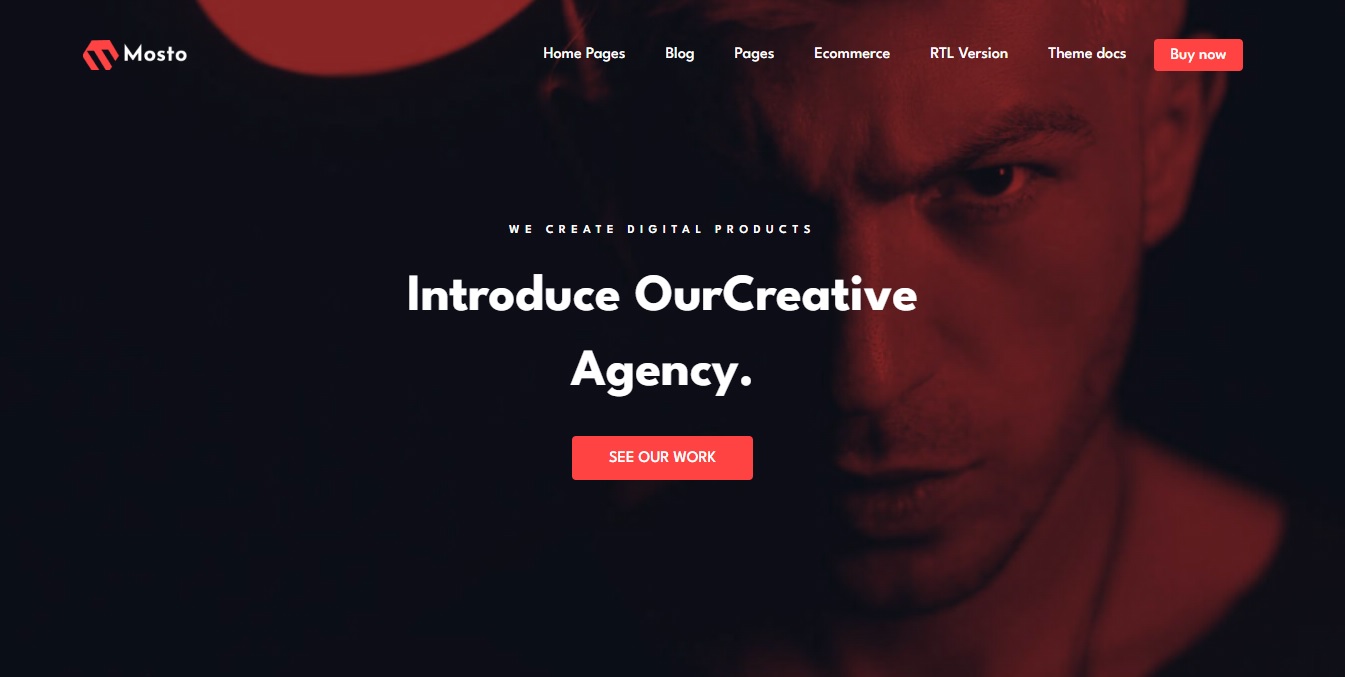 Mosto
Home Pages Blog Pages Ecommerce RTL Version Theme docs Buy now
WE CREATE DIGITAL PRODUCTS
Introduce OurCreative
Agency.
SEE OUR WORK